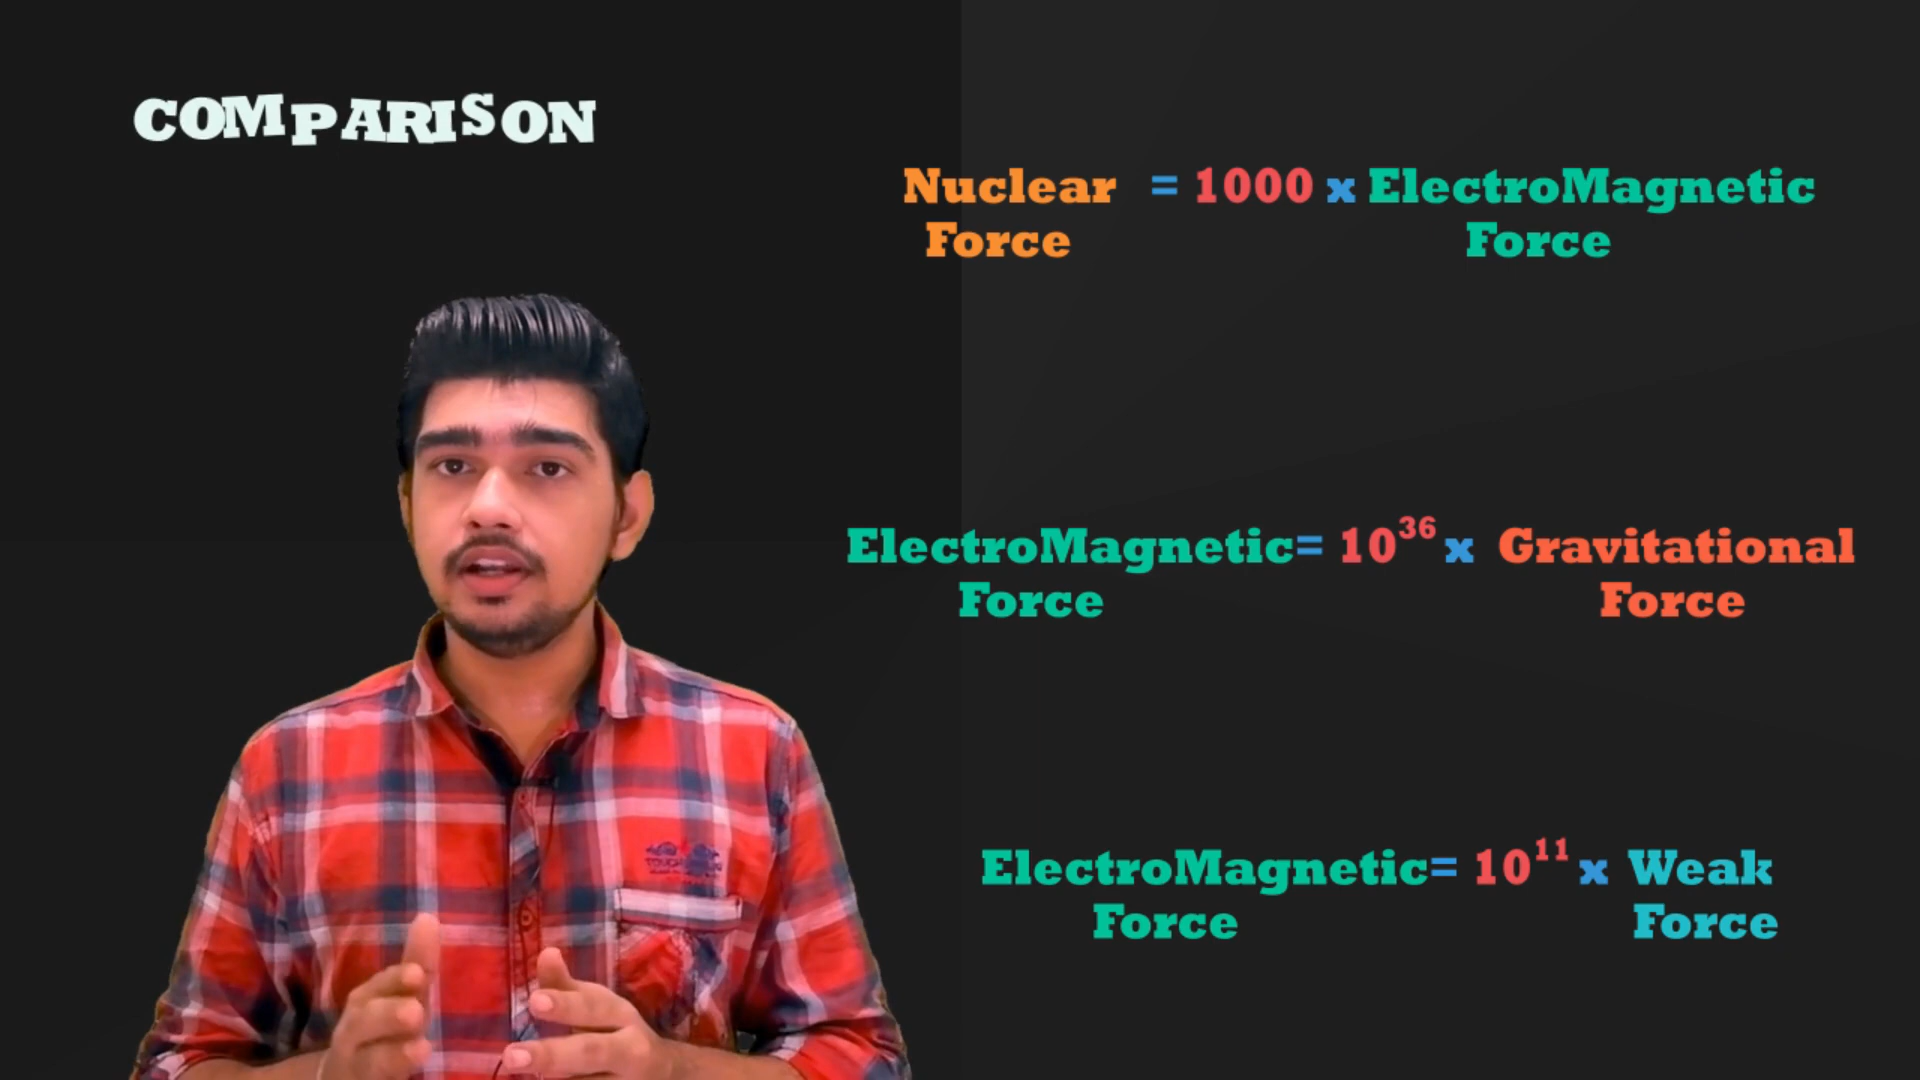 COMPARISON
Nuclear = 1000 x ElectroMagnetic
Force Force
ElectroMagnetic = 10³⁶ x Gravitational
Force Force
ElectroMagnetic = 10¹¹ x Weak
Force Force